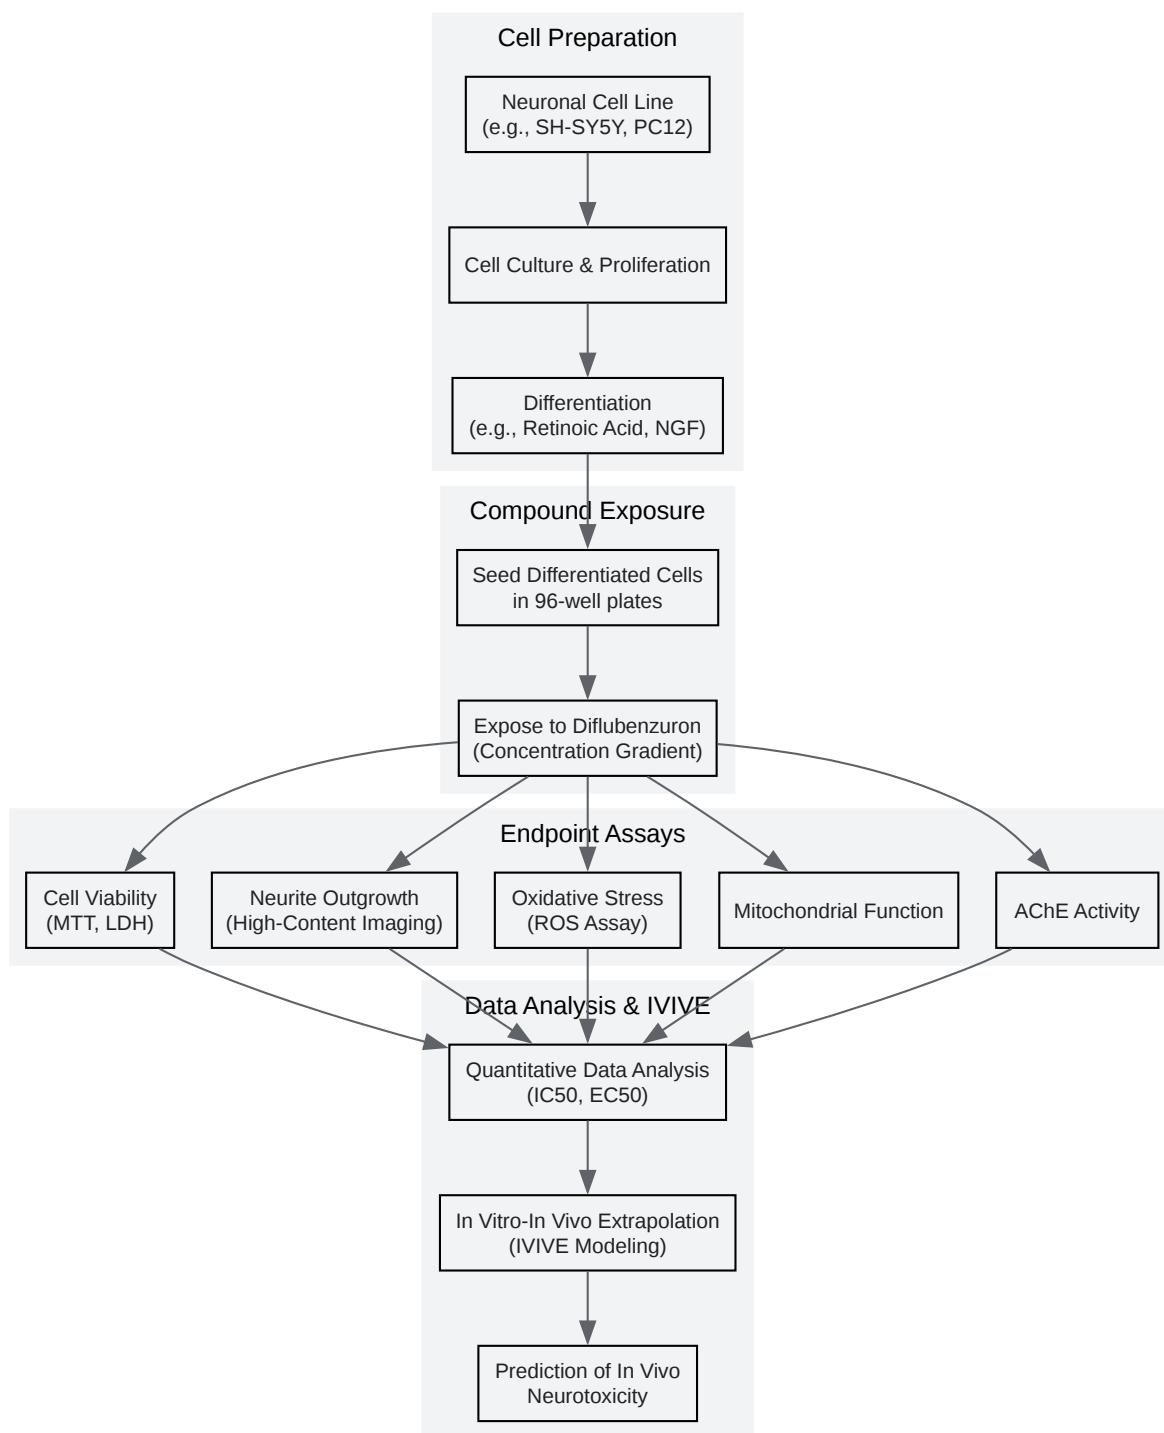 Cell Preparation
Neuronal Cell Line
(e.g., SH-SY5Y, PC12)
Cell Culture & Proliferation
Differentiation
(e.g., Retinoic Acid, NGF)
Compound Exposure
Seed Differentiated Cells
in 96-well plates
Expose to Diflubenzuron
(Concentration Gradient)
Endpoint Assays
Cell Viability
(MTT, LDH)
Neurite Outgrowth
(High-Content Imaging)
Oxidative Stress
(ROS Assay)
Mitochondrial Function
AChE Activity
Data Analysis & IVIVE
Quantitative Data Analysis
(IC50, EC50)
In Vitro-In Vivo Extrapolation
(IVIVE Modeling)
Prediction of In Vivo
Neurotoxicity